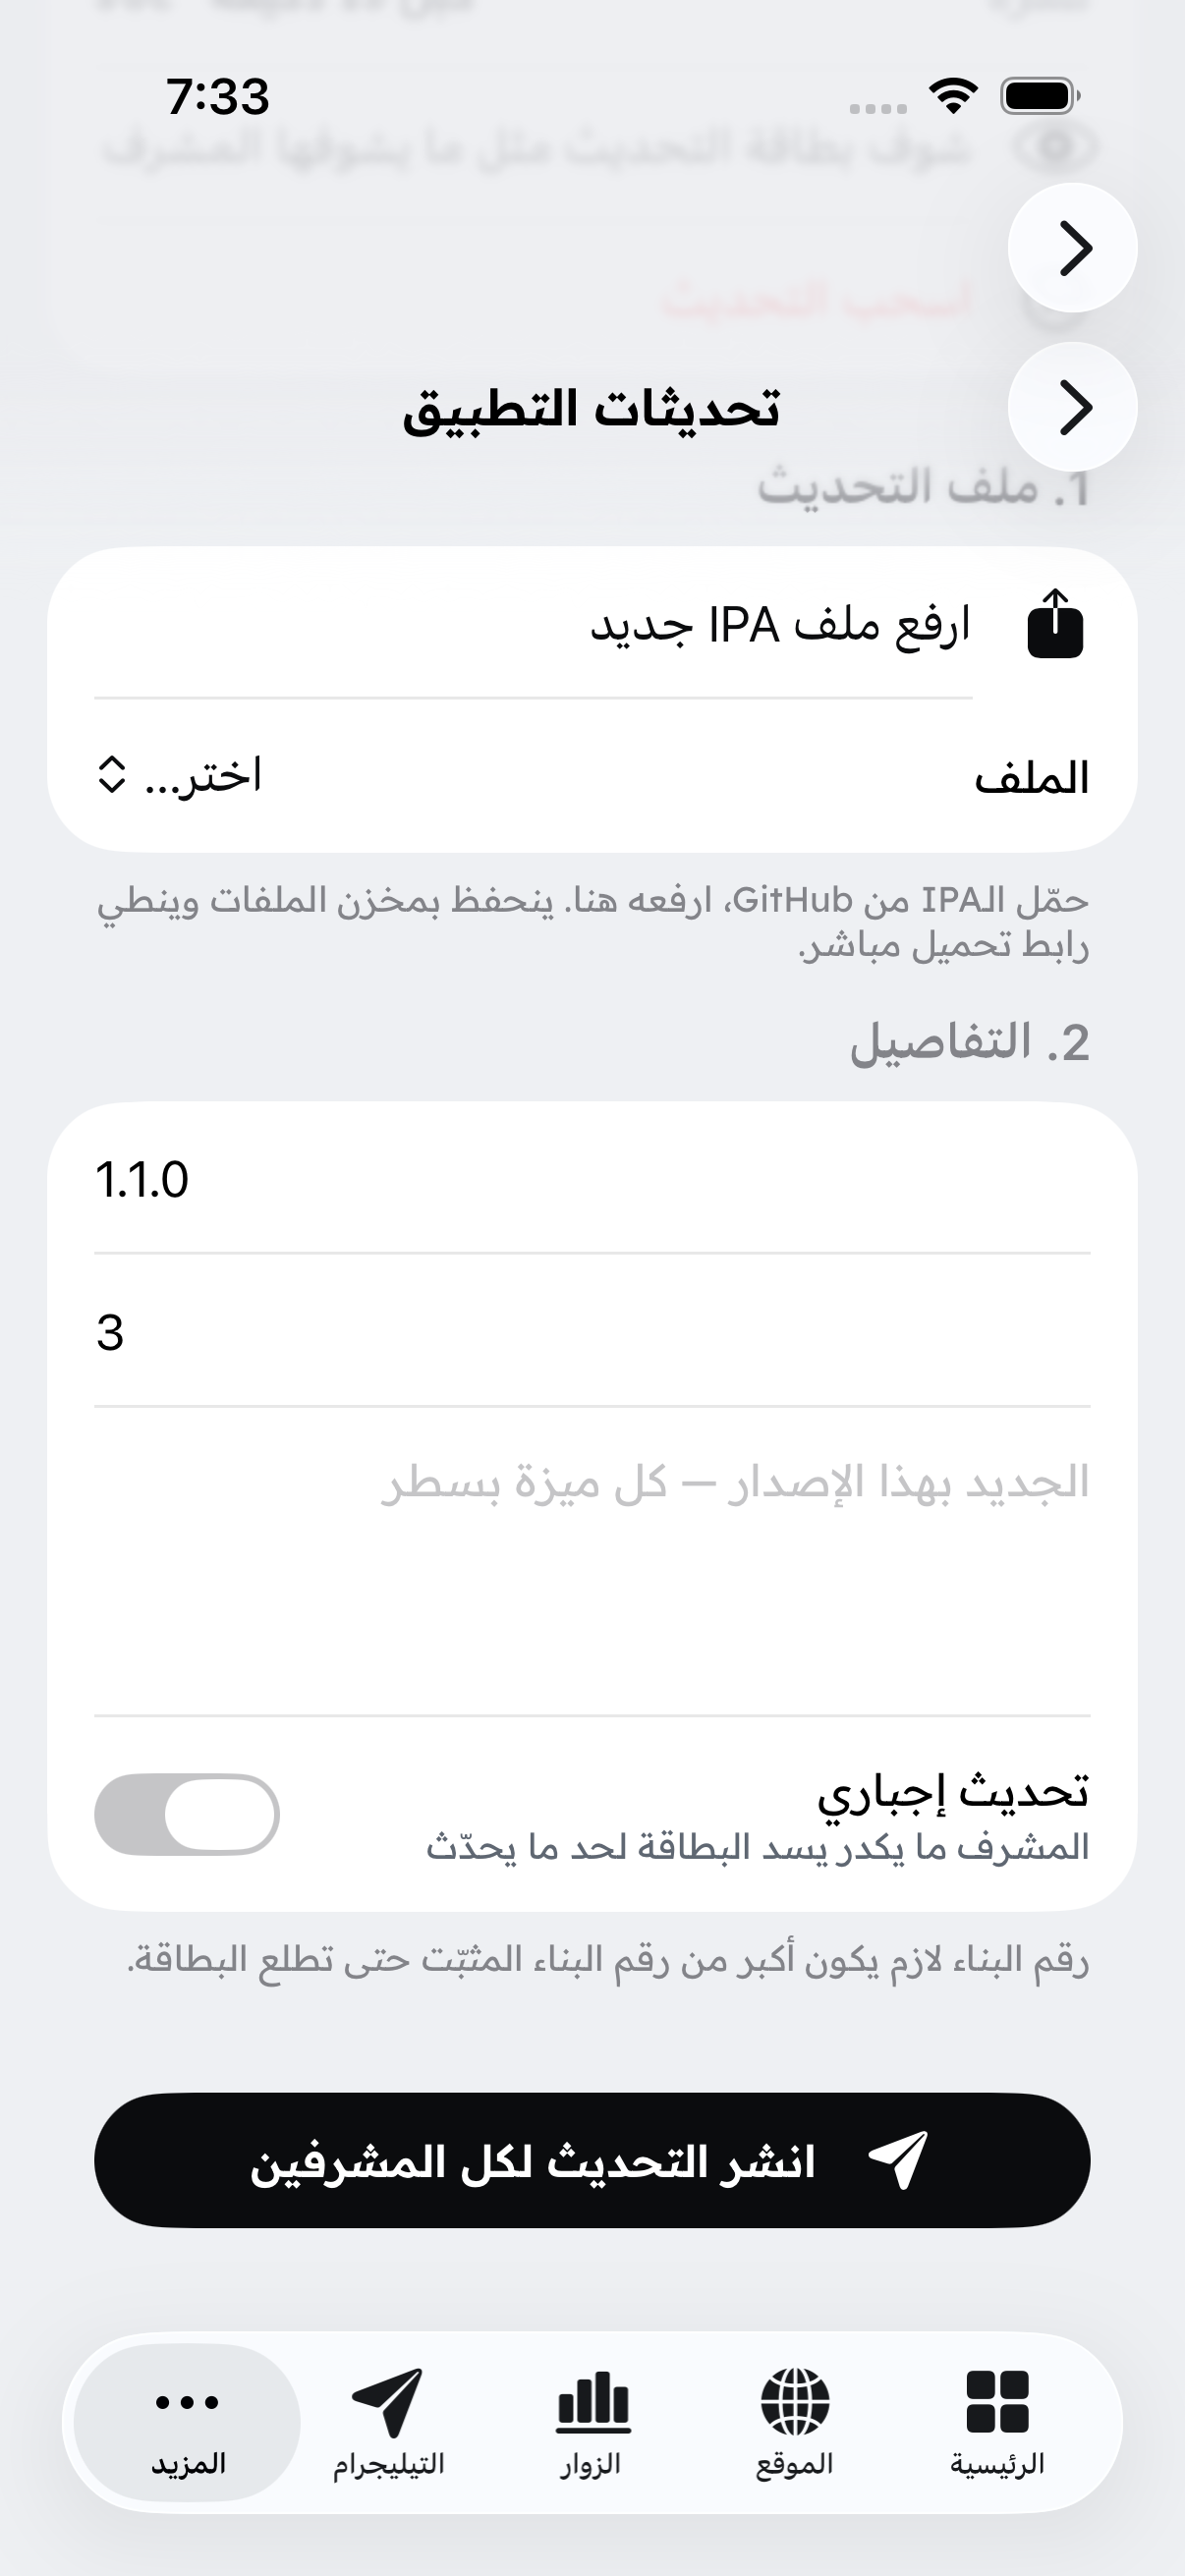 7:33
شوف بطاقة التحديث مثل ما يشوفها المشرف
اسحب التحديث
تحديثات التطبيق
1. ملف التحديث
ارفع ملف IPA جديد
الملف
اختر...
حمّل الـIPA من GitHub، ارفعه هنا. ينحفظ بمخزن الملفات وينطي
رابط تحميل مباشر.
2. التفاصيل
1.1.0
3
الجديد بهذا الإصدار — كل ميزة بسطر
تحديث إجباري
المشرف ما يكدر يسد البطاقة لحد ما يحدّث
رقم البناء لازم يكون أكبر من رقم البناء المثبّت حتى تطلع البطاقة.
انشر التحديث لكل المشرفين
الرئيسية
الموقع
الزوار
التيليجرام
المزيد